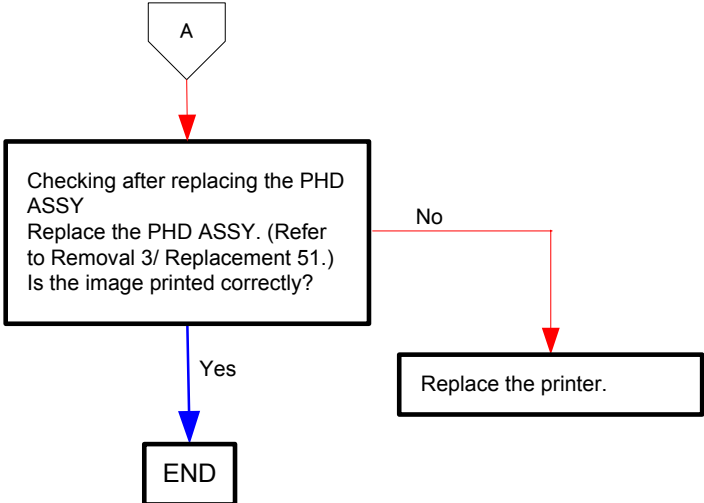 A
Checking after replacing the PHD
ASSY
Replace the PHD ASSY. (Refer
to Removal 3/ Replacement 51.)
Is the image printed correctly?
No
Yes
Replace the printer.
END